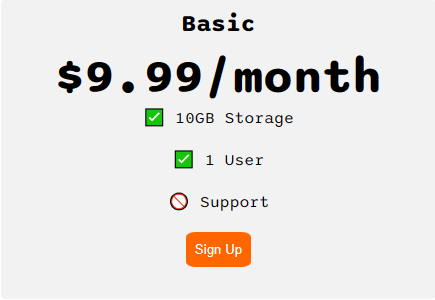 Basic
$9.99/month
✅ 10GB Storage
✅ 1 User
🚫 Support
Sign Up